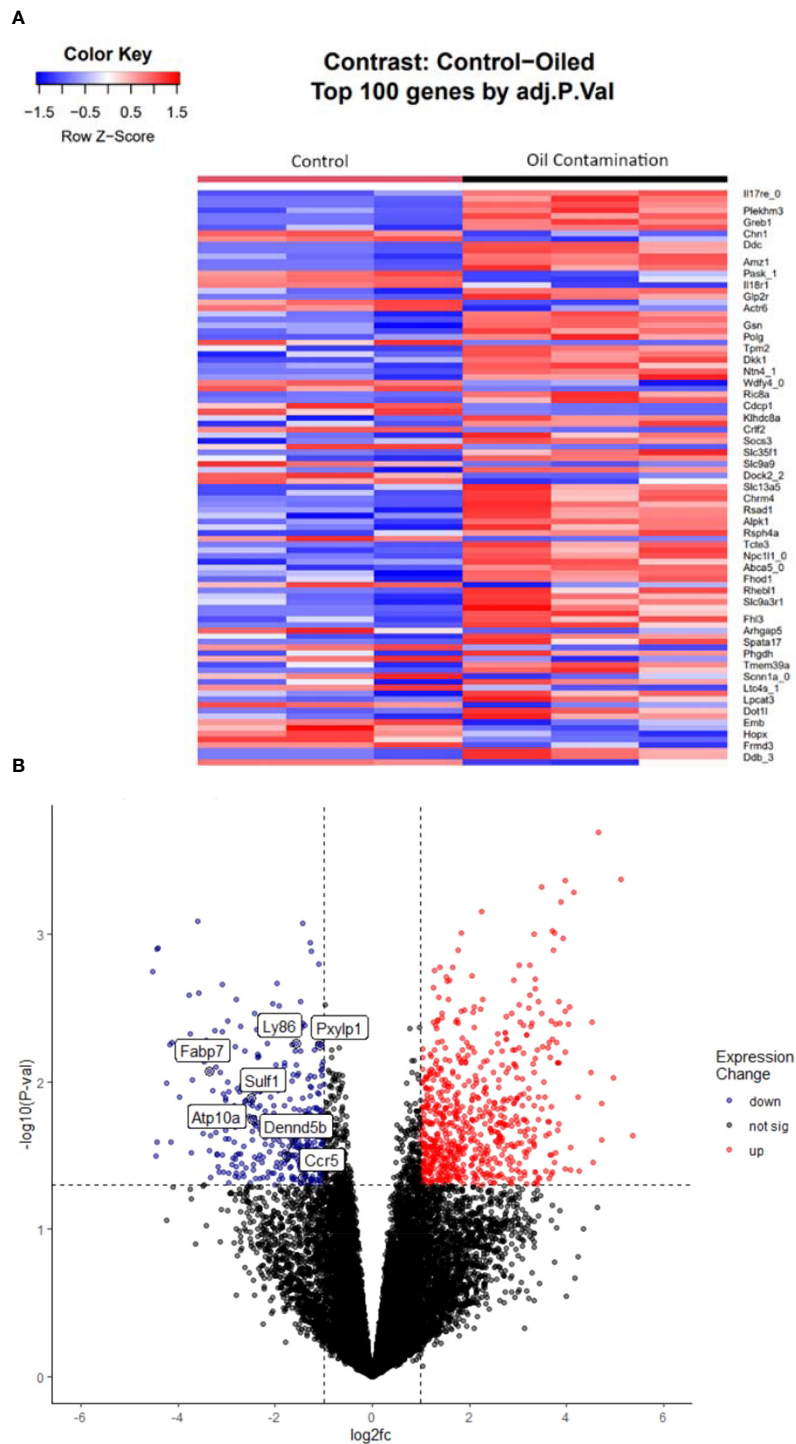 A
Color Key
−1.5 −0.5 0.5 1.5
Row Z−Score
Contrast: Control−Oiled
Top 100 genes by adj.P.Val
Control
Oil Contamination
Il17re_0
Plekhm3
Greb1
Chn1
Ddc
Amz1
Pask_1
Il18r1
Glp2r
Actr6
Gsn
Polg
Tpm2
Dkk1
Ntn4_1
Wdfy4_0
Ric8a
Cdcp1
Klhdc8a
Crlf2
Socs3
Slc35f1
Slc9a9
Dock2_2
Slc13a5
Chrm4
Rsad1
Alpk1
Rsph4a
Tcte3
Npc1l1_0
Abca5_0
Fhod1
Rhebl1
Slc9a3r1
Fhl3
Arhgap5
Spata17
Phgdh
Tmem39a
Scnn1a_0
Ltc4s_1
Lpcat3
Dot1l
Emb
Hopx
Frmd3
Ddb_3
B
3
2
1
0
-log10(P-val)
Ly86
Pxylp1
Fabp7
Sulf1
Atp10a
Dennd5b
Ccr5
-6 -4 -2 0 2 4 6
log2fc
Expression
Change
down
not sig
up